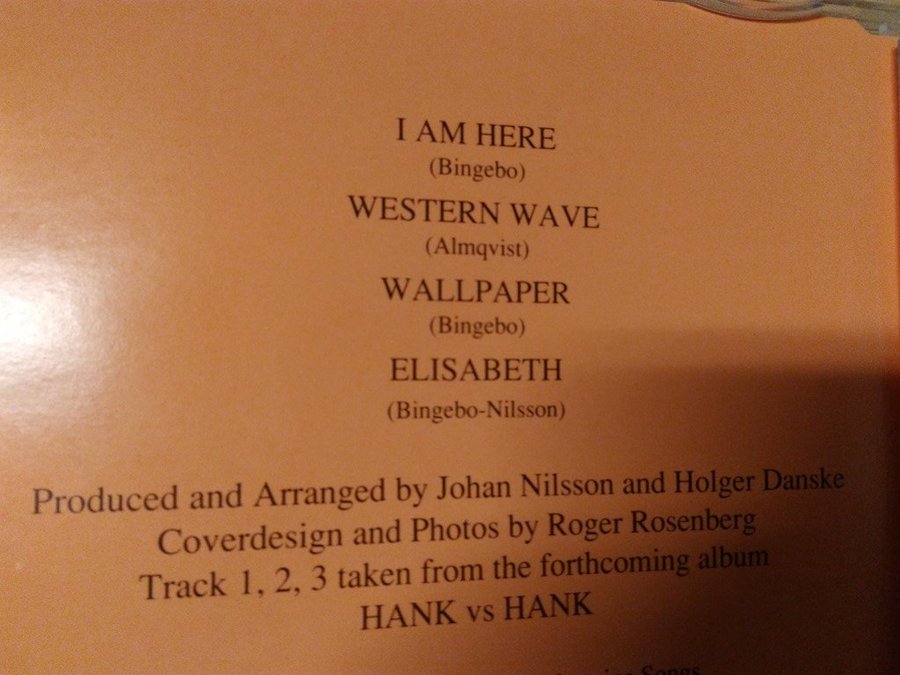 I AM HERE
(Bingebo)
WESTERN WAVE
(Almqvist)
WALLPAPER
(Bingebo)
ELISABETH
(Bingebo-Nilsson)
Produced and Arranged by Johan Nilsson and Holger Danske
Coverdesign and Photos by Roger Rosenberg
Track 1, 2, 3 taken from the forthcoming album
HANK vs HANK
Songs